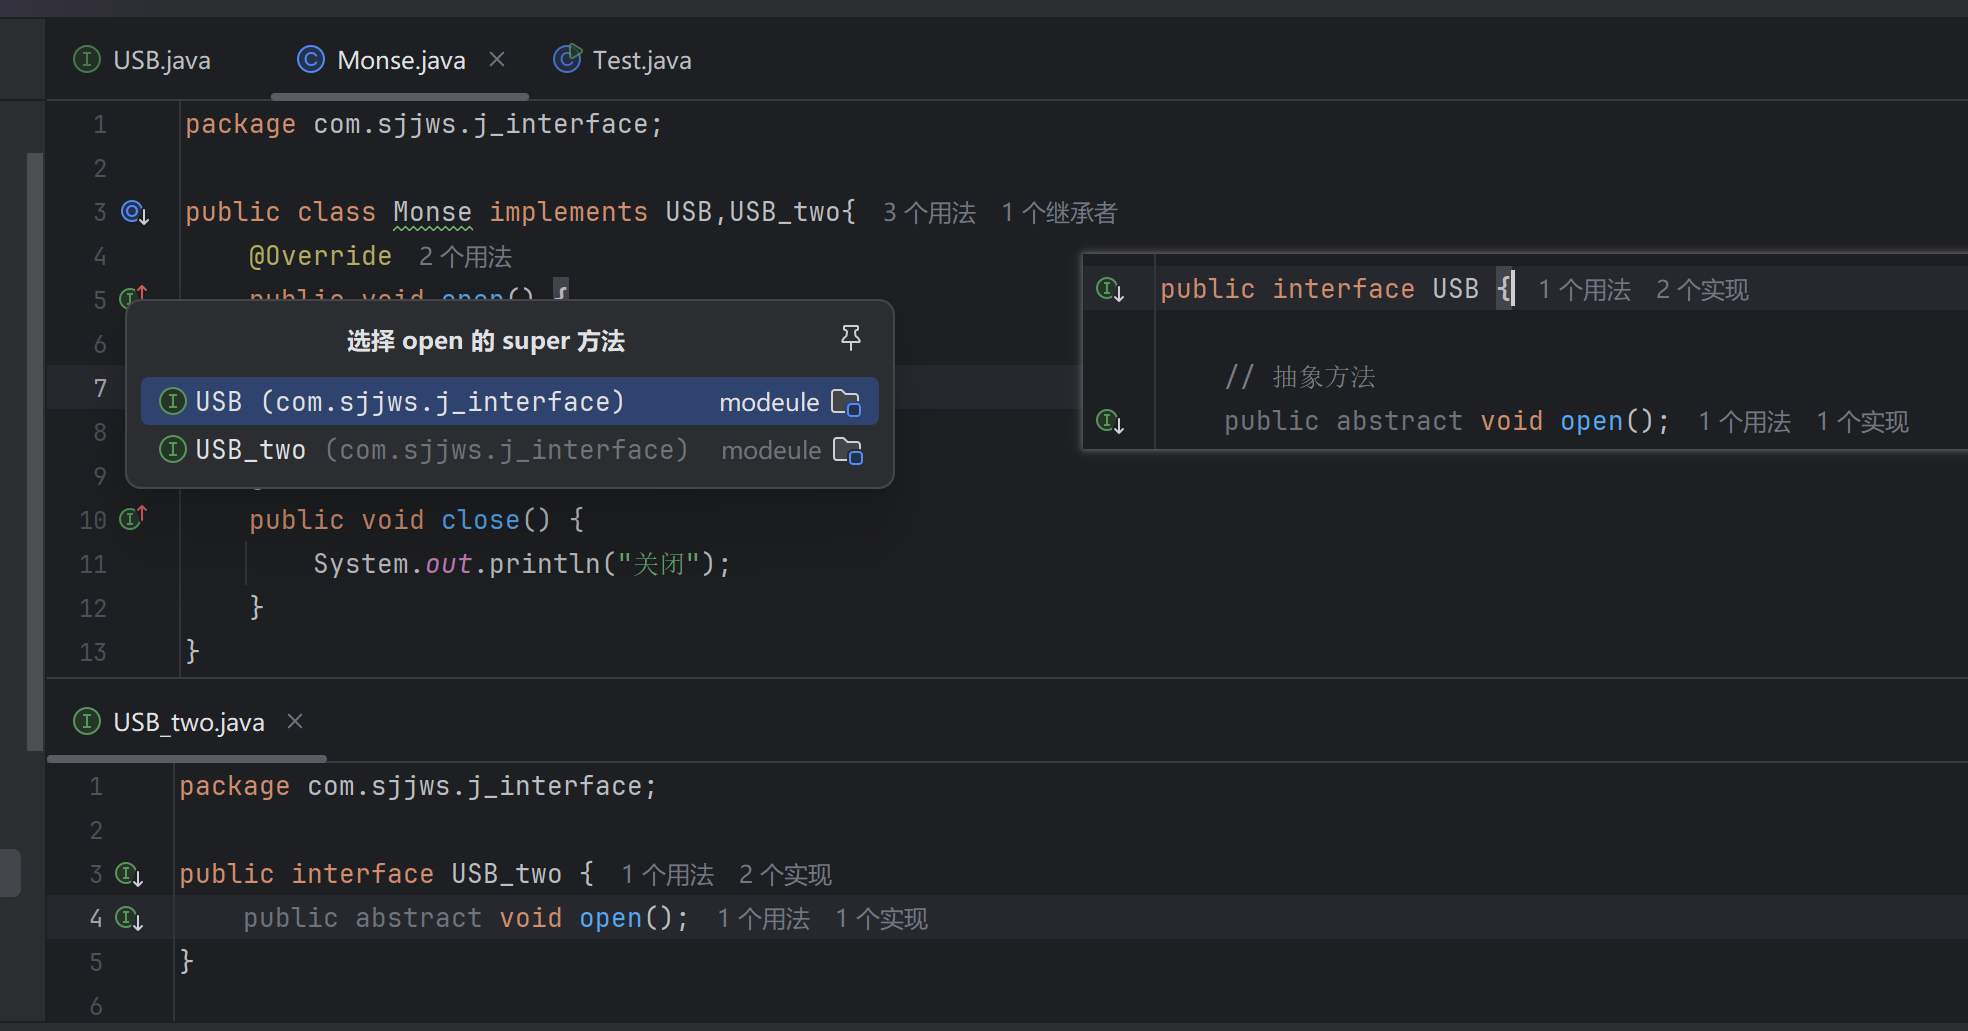 USB.java Monse.java Test.java
1 package com.sjjws.j_interface;
2
3 public class Monse implements USB,USB_two{ 3 个用法 1 个继承者
4 @Override 2 个用法
5 public void open() {
6
7
8
9
选择 open 的 super 方法
USB (com.sjjws.j_interface) modeule
USB_two (com.sjjws.j_interface) modeule
public interface USB { 1 个用法 2 个实现
// 抽象方法
public abstract void open(); 1 个用法 1 个实现
10 public void close() {
11 System.out.println("关闭");
12 }
13 }
USB_two.java
1 package com.sjjws.j_interface;
2
3 public interface USB_two { 1 个用法 2 个实现
4 public abstract void open(); 1 个用法 1 个实现
5 }
6